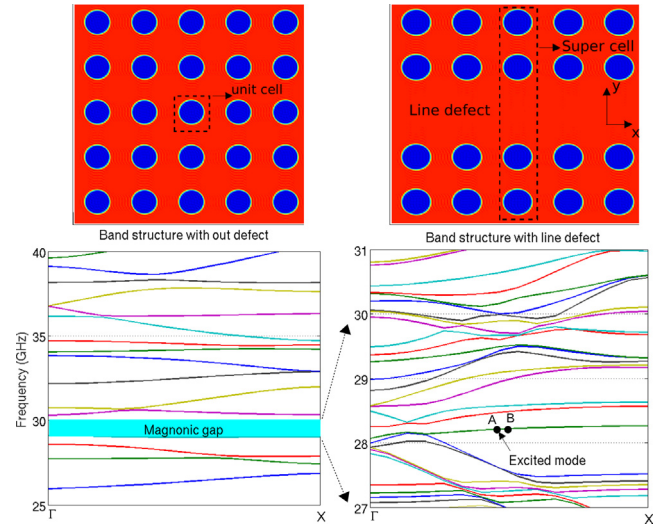 unit cell
Super cell
Line defect
y
x
Band structure with out defect
Band structure with line defect
Frequency (GHz)
40
35
30
25
Magnonic gap
Γ
X
31
30
29
28
27
A
B
Excited mode
Γ
X